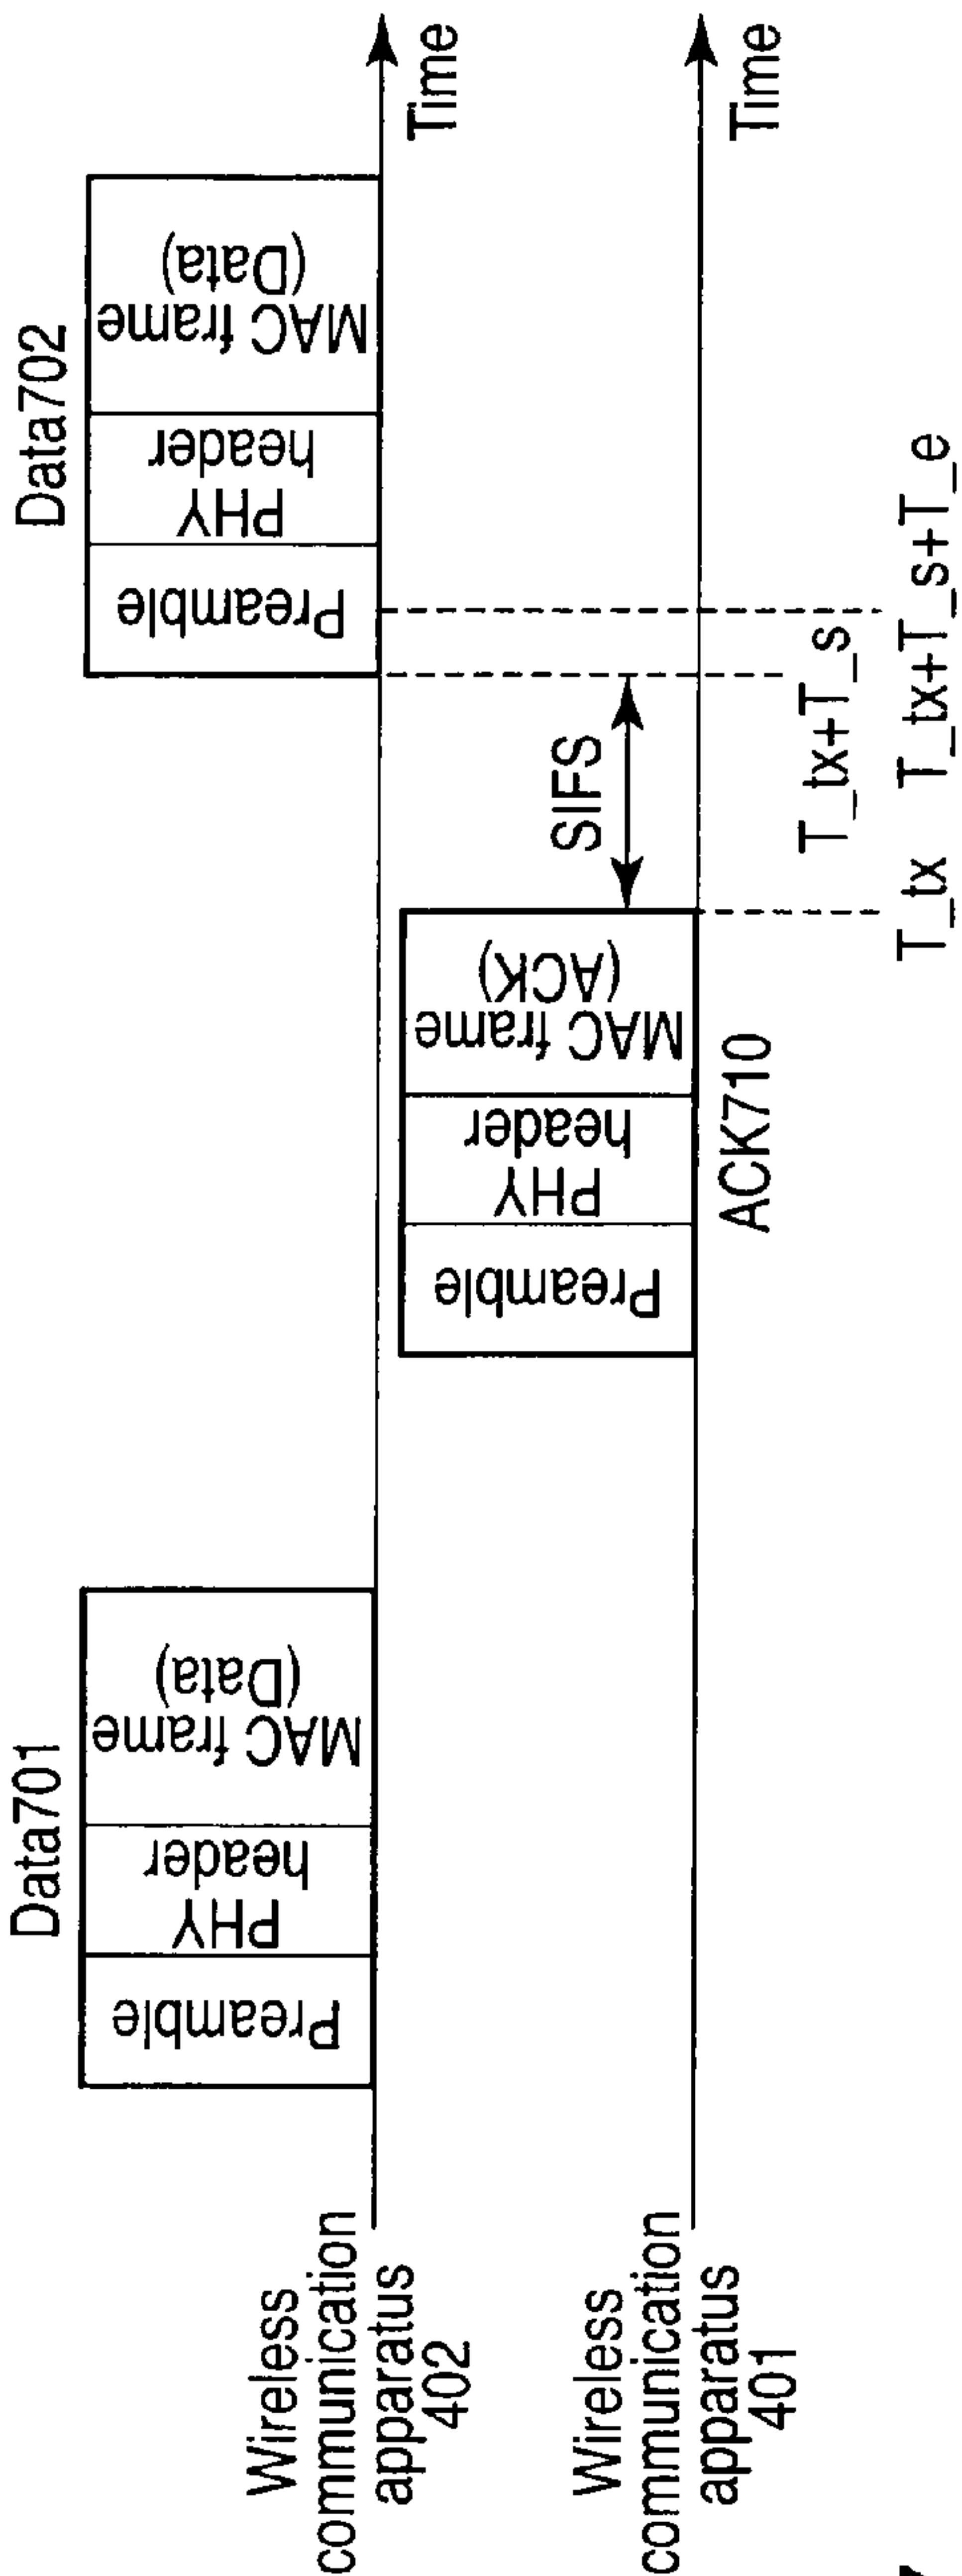 Data701
Data702
Preamble
PHY
header
MAC frame
(Data)
Preamble
PHY
header
MAC frame
(Data)
Wireless
communication
apparatus
402
Time
Preamble
PHY
header
MAC frame
(ACK)
SIFS
Wireless
communication
apparatus
401
Time
ACK710
T_tx+T_s
T_tx
T_tx+T_s+T_e